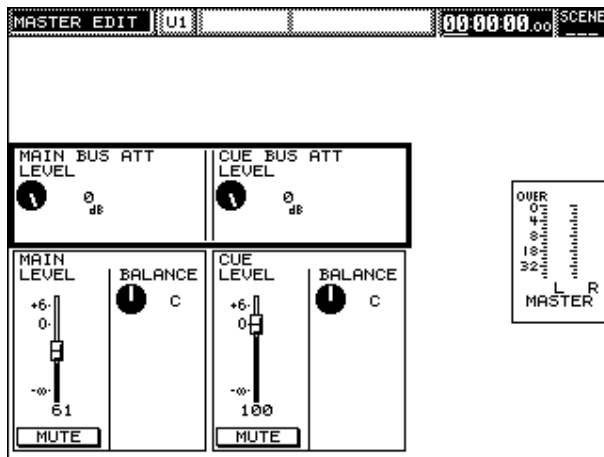 MASTER EDIT U1 00:00:00.00 SCENE
___
MAIN BUS ATT CUE BUS ATT
LEVEL LEVEL
0 0
dB dB
OVER
0
4
8
18
32
L R
MASTER
MAIN CUE
LEVEL BALANCE LEVEL BALANCE
+6 C +6 C
0 0
-∞ -∞
61 100
MUTE MUTE